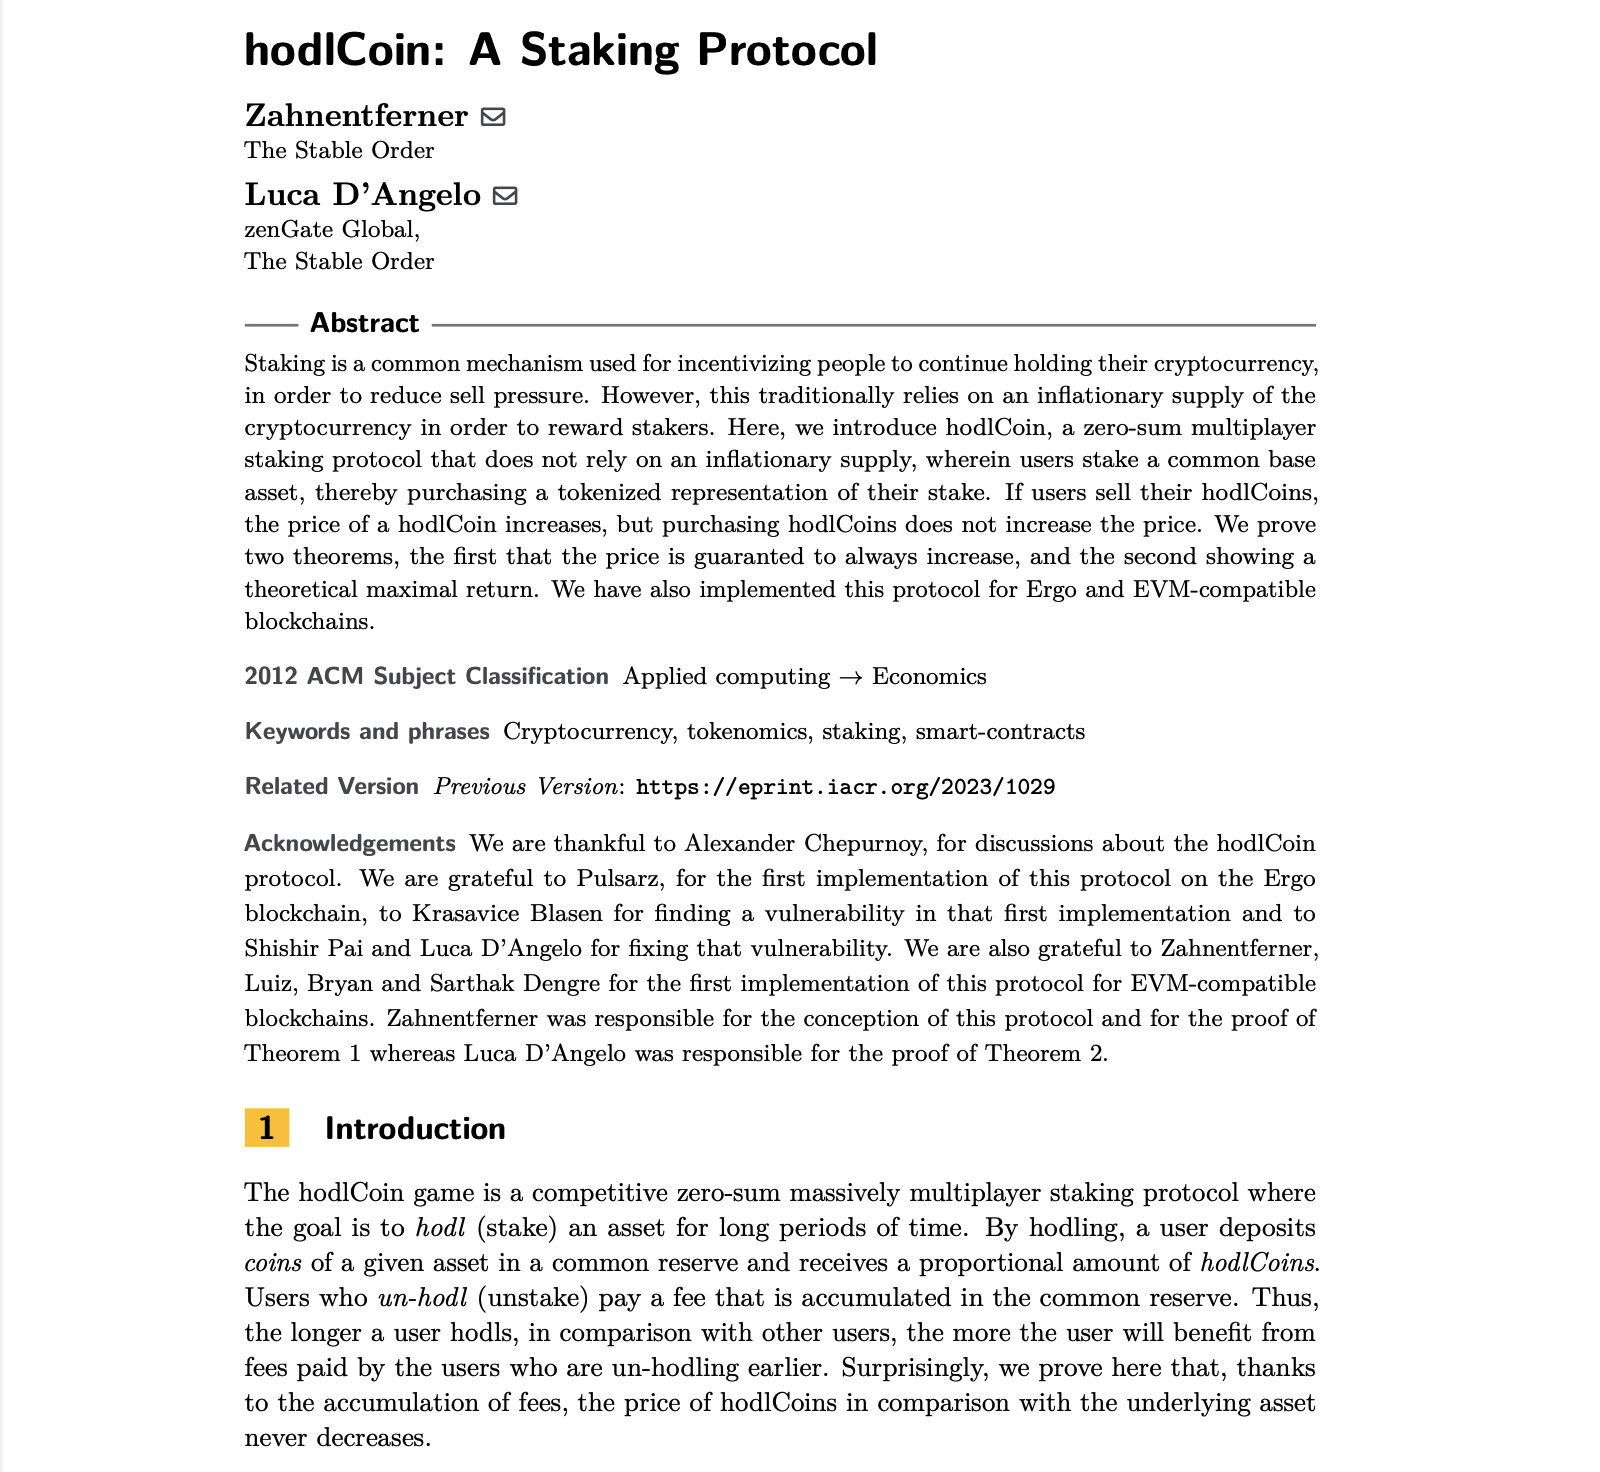 hodlCoin: A Staking Protocol
Zahnentferner
The Stable Order
Luca D'Angelo
zenGate Global,
The Stable Order
Abstract
Staking is a common mechanism used for incentivizing people to continue holding their cryptocurrency,
in order to reduce sell pressure. However, this traditionally relies on an inflationary supply of the
cryptocurrency in order to reward stakers. Here, we introduce hodlCoin, a zero-sum multiplayer
staking protocol that does not rely on an inflationary supply, wherein users stake a common base
asset, thereby purchasing a tokenized representation of their stake. If users sell their hodlCoins,
the price of a hodlCoin increases, but purchasing hodlCoins does not increase the price. We prove
two theorems, the first that the price is guaranted to always increase, and the second showing a
theoretical maximal return. We have also implemented this protocol for Ergo and EVM-compatible
blockchains.
2012 ACM Subject Classification Applied computing → Economics
Keywords and phrases Cryptocurrency, tokenomics, staking, smart-contracts
Related Version Previous Version: https://eprint.iacr.org/2023/1029
Acknowledgements We are thankful to Alexander Chepurnoy, for discussions about the hodlCoin
protocol. We are grateful to Pulsarz, for the first implementation of this protocol on the Ergo
blockchain, to Krasavice Blasen for finding a vulnerability in that first implementation and to
Shishir Pai and Luca D'Angelo for fixing that vulnerability. We are also grateful to Zahnentferner,
Luiz, Bryan and Sarthak Dengre for the first implementation of this protocol for EVM-compatible
blockchains. Zahnentferner was responsible for the conception of this protocol and for the proof of
Theorem 1 whereas Luca D'Angelo was responsible for the proof of Theorem 2.
1 Introduction
The hodlCoin game is a competitive zero-sum massively multiplayer staking protocol where
the goal is to hodl (stake) an asset for long periods of time. By hodling, a user deposits
coins of a given asset in a common reserve and receives a proportional amount of hodlCoins.
Users who un-hodl (unstake) pay a fee that is accumulated in the common reserve. Thus,
the longer a user hodls, in comparison with other users, the more the user will benefit from
fees paid by the users who are un-hodling earlier. Surprisingly, we prove here that, thanks
to the accumulation of fees, the price of hodlCoins in comparison with the underlying asset
never decreases.